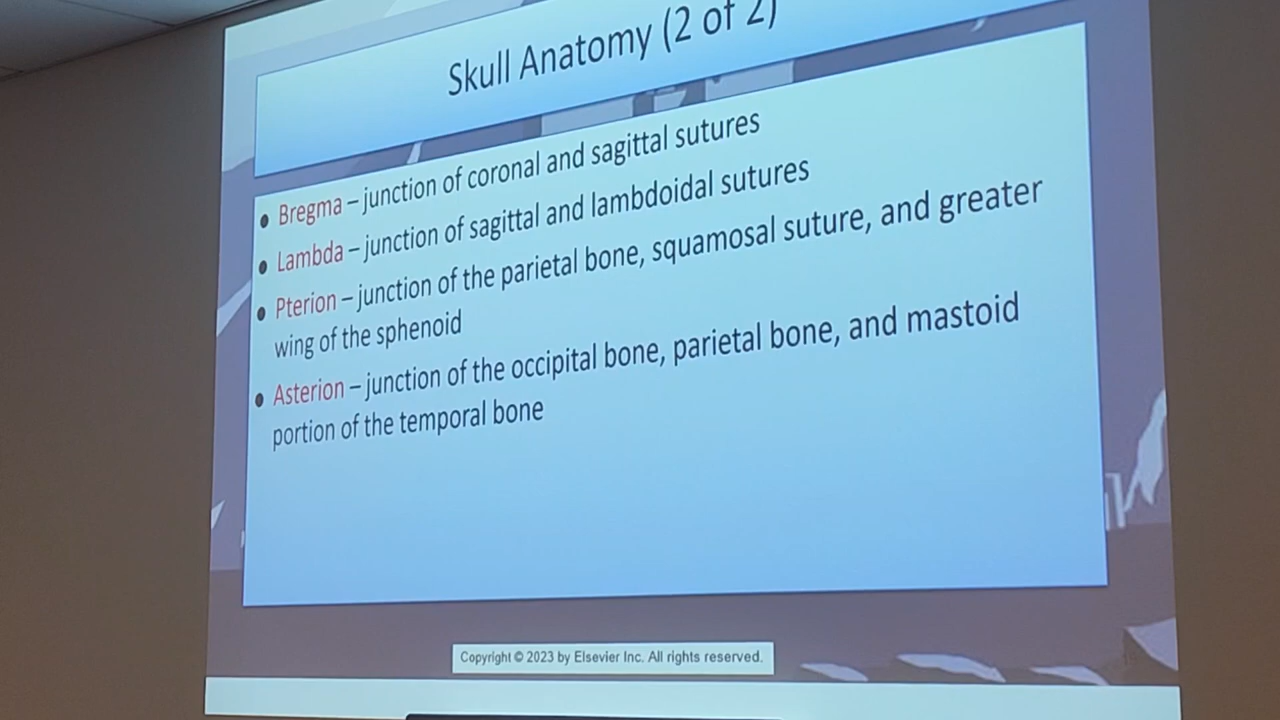 Skull Anatomy (2 of 2)
• Bregma – junction of coronal and sagittal sutures
• Lambda – junction of sagittal and lambdoidal sutures
• Pterion – junction of the parietal bone, squamosal suture, and greater
wing of the sphenoid
• Asterion – junction of the occipital bone, parietal bone, and mastoid
portion of the temporal bone
Copyright © 2023 by Elsevier Inc. All rights reserved.